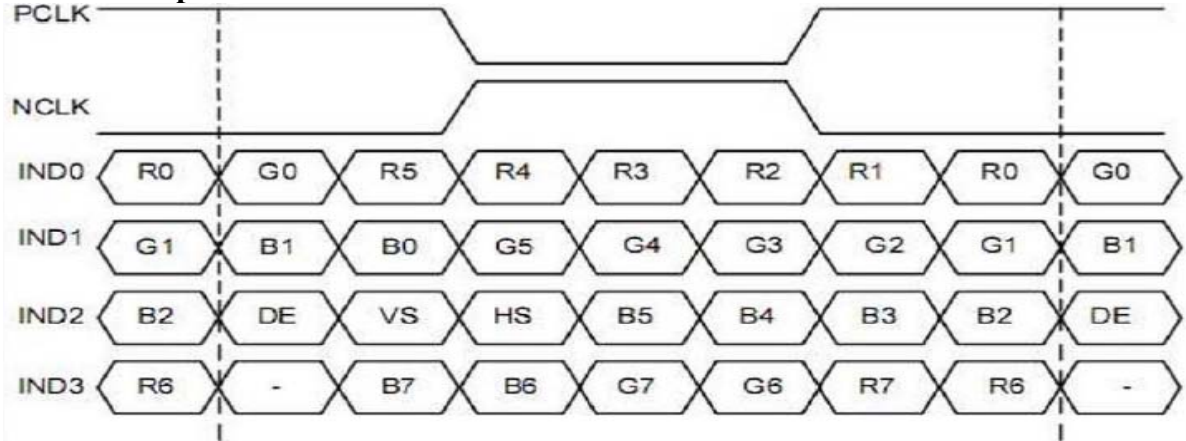 PCLK
NCLK
IND0 R0 G0 R5 R4 R3 R2 R1 R0 G0
IND1 G1 B1 B0 G5 G4 G3 G2 G1 B1
IND2 B2 DE VS HS B5 B4 B3 B2 DE
IND3 R6 - B7 B6 G7 G6 R7 R6 -